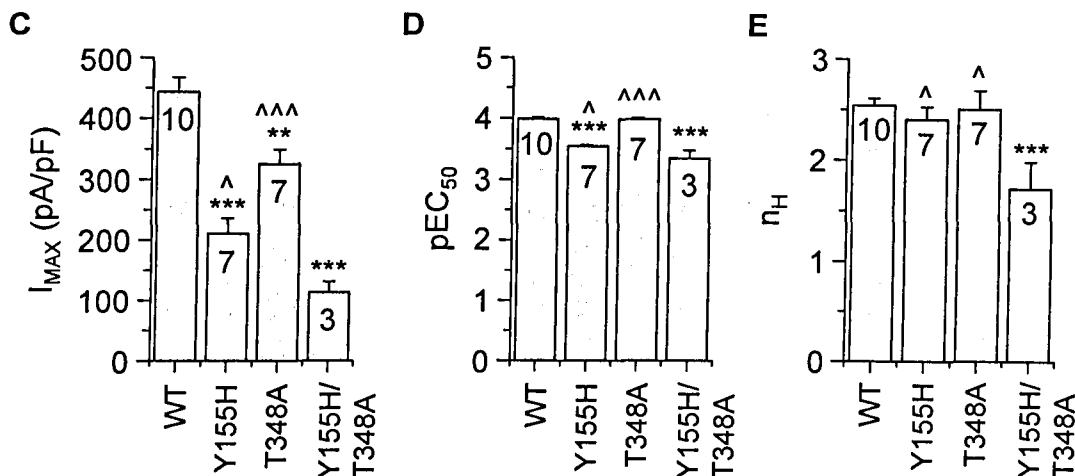 C
I_MAX (pA/pF)
500
400
300
200
100
0
10
^
***
7
^^^
**
7
***
3
WT
Y155H
T348A
Y155H/
T348A
D
pEC50
5
4
3
2
1
0
10
^
***
7
^^^
7
***
3
WT
Y155H
T348A
Y155H/
T348A
E
nH
3
2
1
0
10
^
7
^
7
***
3
WT
Y155H
T348A
Y155H/
T348A